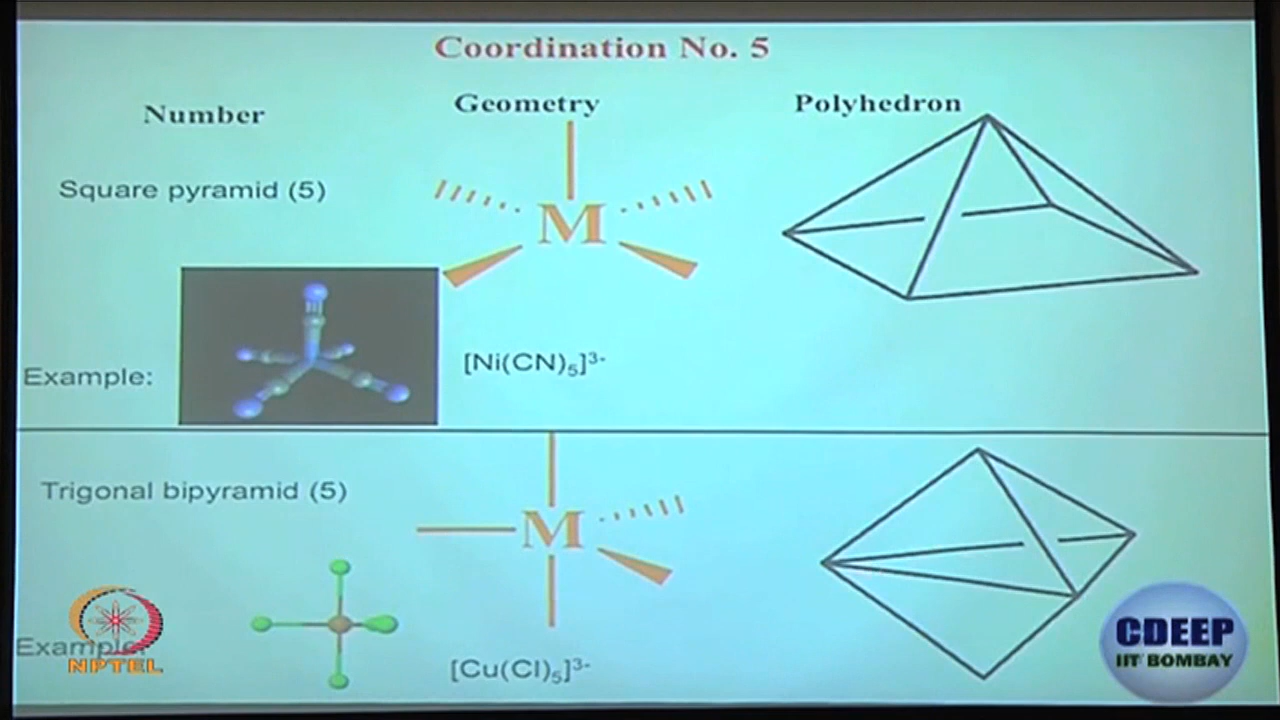 Coordination No. 5
Number
Geometry
Polyhedron
Square pyramid (5)
M
Example:
[Ni(CN)5]3-
Trigonal bipyramid (5)
M
Example:
[Cu(Cl)5]3-
NPTEL
CDEEP
IIT BOMBAY